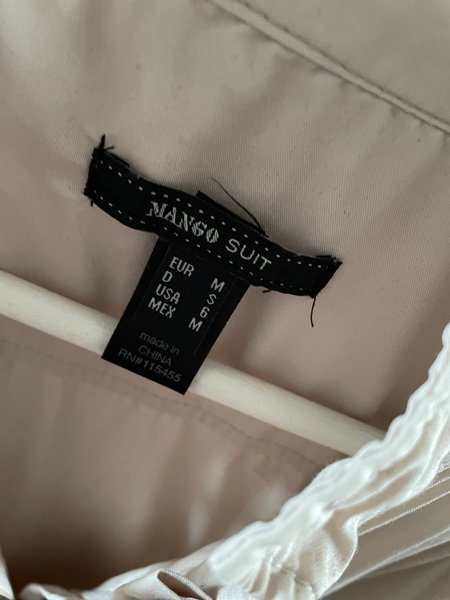 MANGO SUIT
EUR M
D S
USA 6
MEX M
made in
CHINA
RN#115455